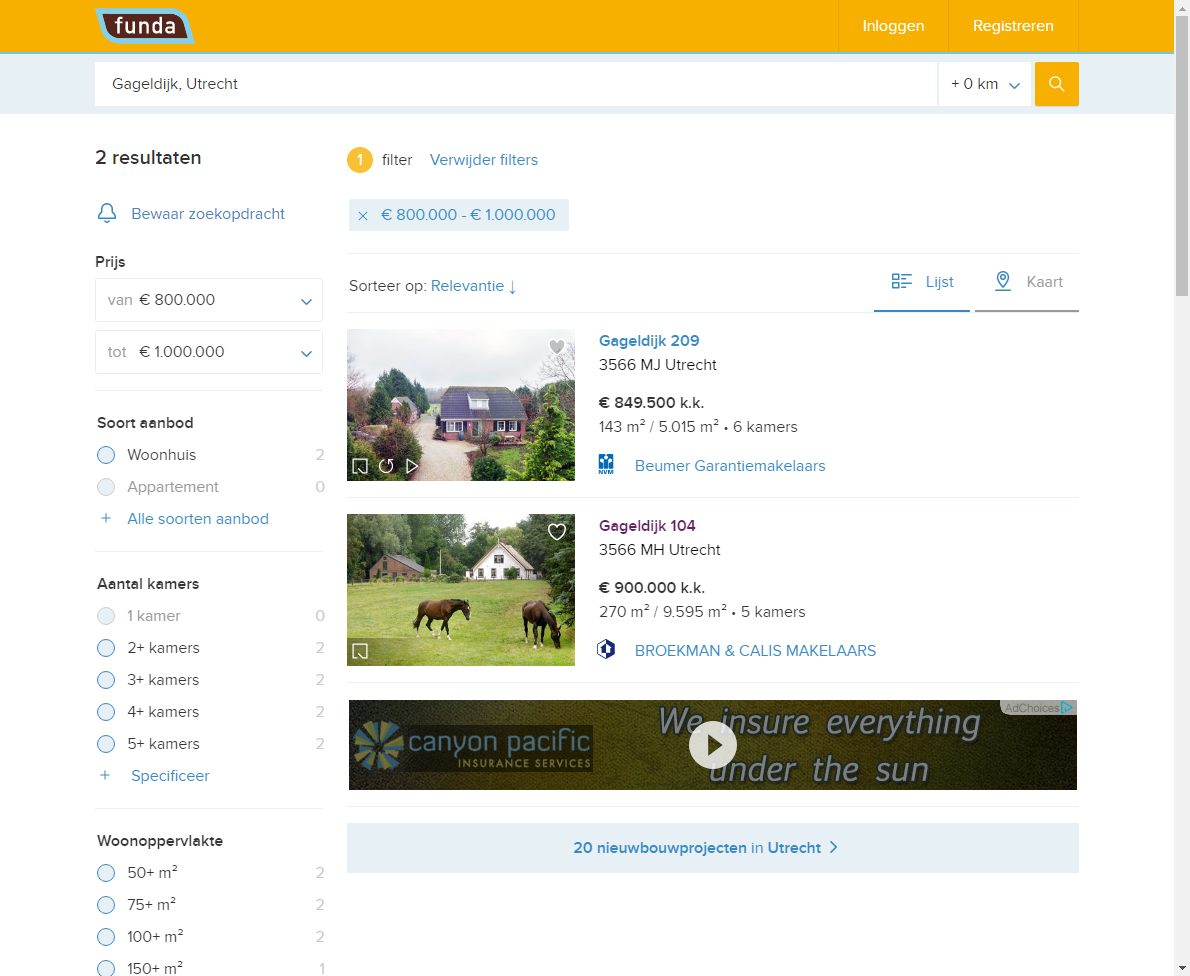 funda
Inloggen
Registreren
Gageldijk, Utrecht
+ 0 km
2 resultaten
1 filter Verwijder filters
Bewaar zoekopdracht
€ 800.000 - € 1.000.000
Prijs
van € 800.000
tot € 1.000.000
Soort aanbod
Woonhuis 2
Appartement 0
+ Alle soorten aanbod
Aantal kamers
1 kamer 0
2+ kamers 2
3+ kamers 2
4+ kamers 2
5+ kamers 2
+ Specificeer
Woonoppervlakte
50+ m² 2
75+ m² 2
100+ m² 2
150+ m² 1
Sorteer op: Relevantie ↓
Lijst
Kaart
Gageldijk 209
3566 MJ Utrecht
€ 849.500 k.k.
143 m² / 5.015 m² • 6 kamers
NVM
Beumer Garantiemakelaars
Gageldijk 104
3566 MH Utrecht
€ 900.000 k.k.
270 m² / 9.595 m² • 5 kamers
BROEKMAN & CALIS MAKELAARS
AdChoices
canyon pacific
INSURANCE SERVICES
We insure everything
under the sun
20 nieuwbouwprojecten in Utrecht